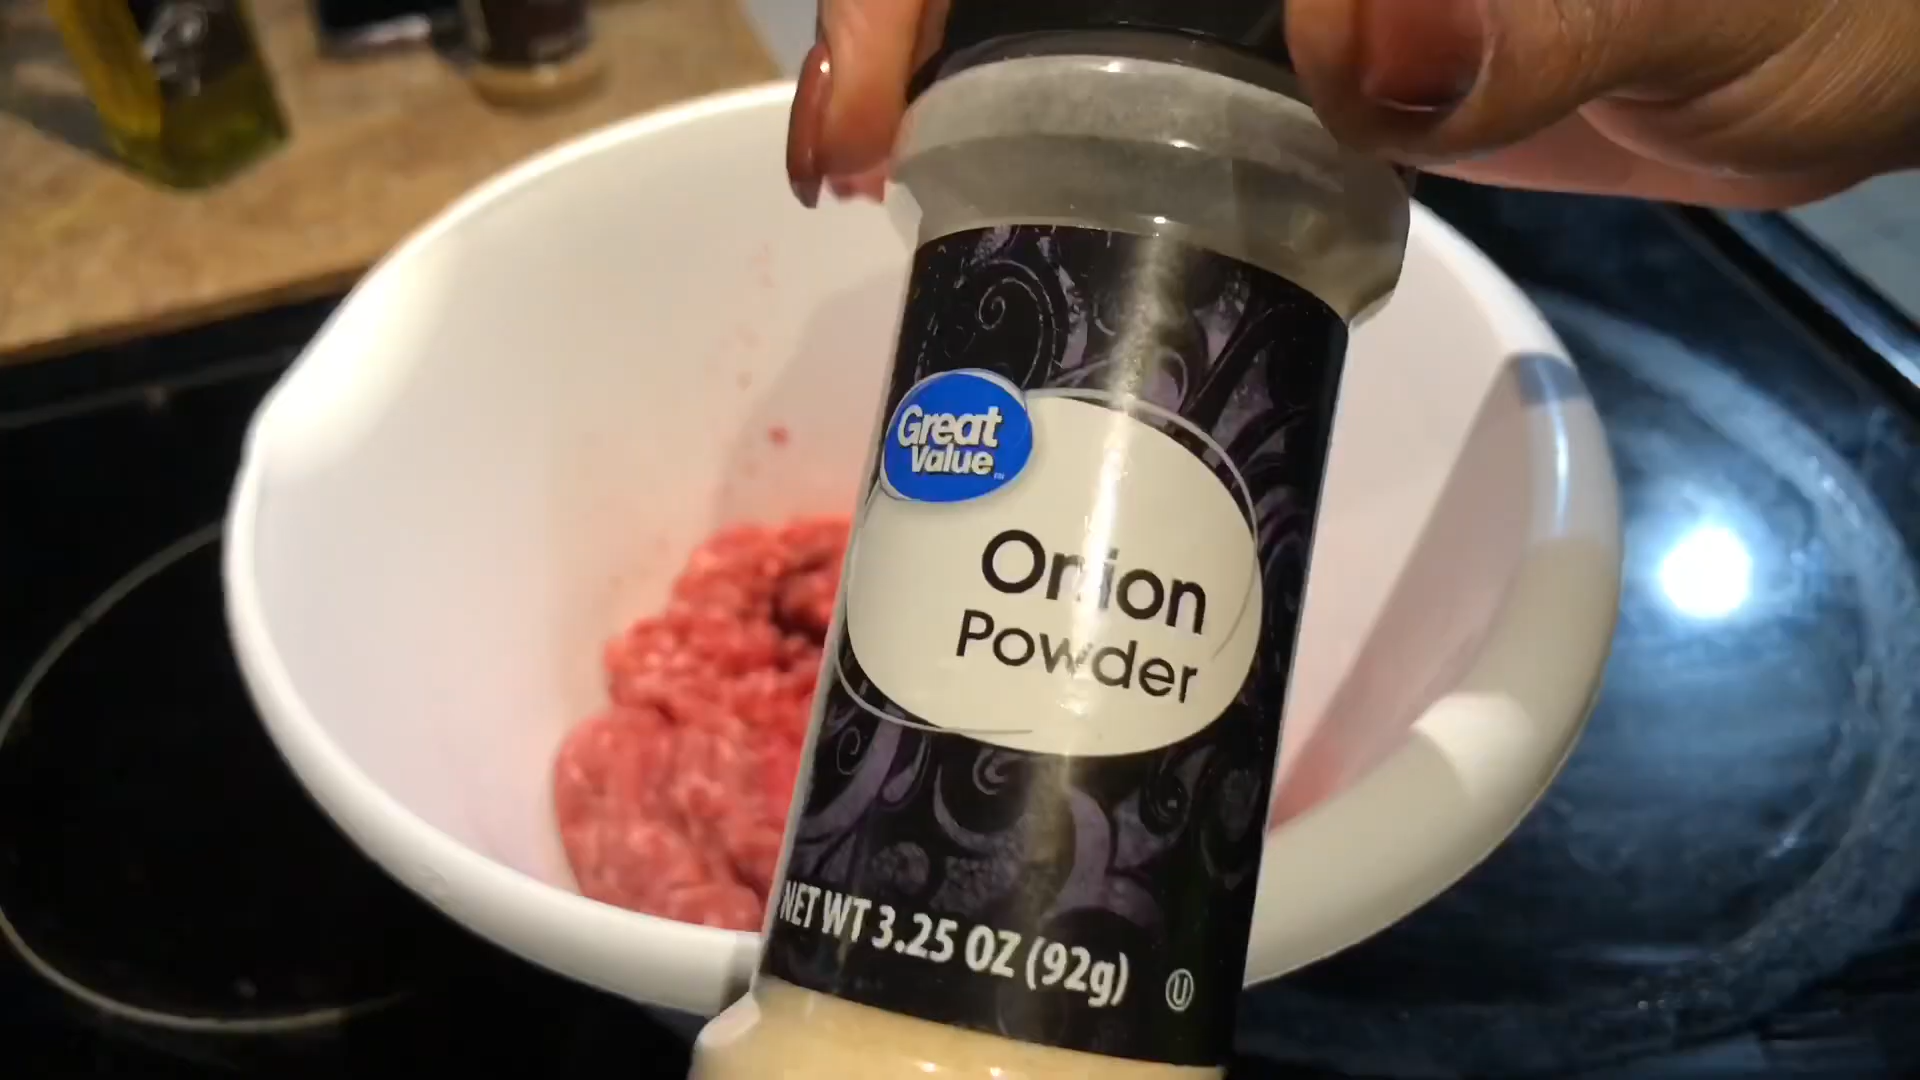 Great
Value
Onion
Powder
NET WT 3.25 OZ (92g)
U